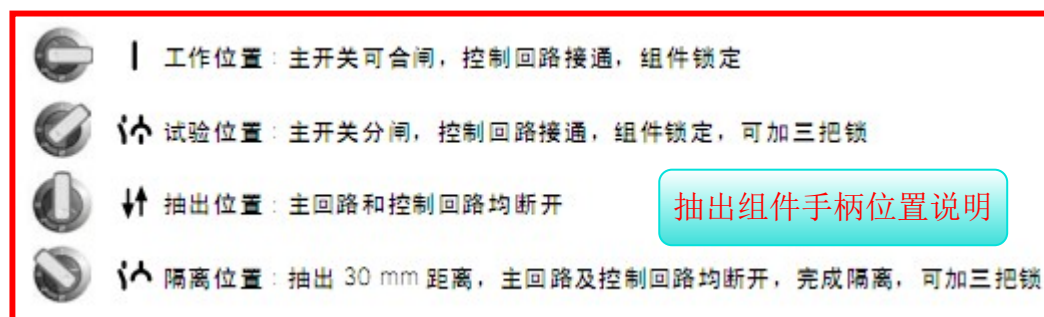 工作位置：主开关可合闸，控制回路接通，组件锁定
试验位置：主开关分闸，控制回路接通，组件锁定，可加三把锁
抽出位置：主回路和控制回路均断开
抽出组件手柄位置说明
隔离位置：抽出 30 mm 距离，主回路及控制回路均断开，完成隔离，可加三把锁